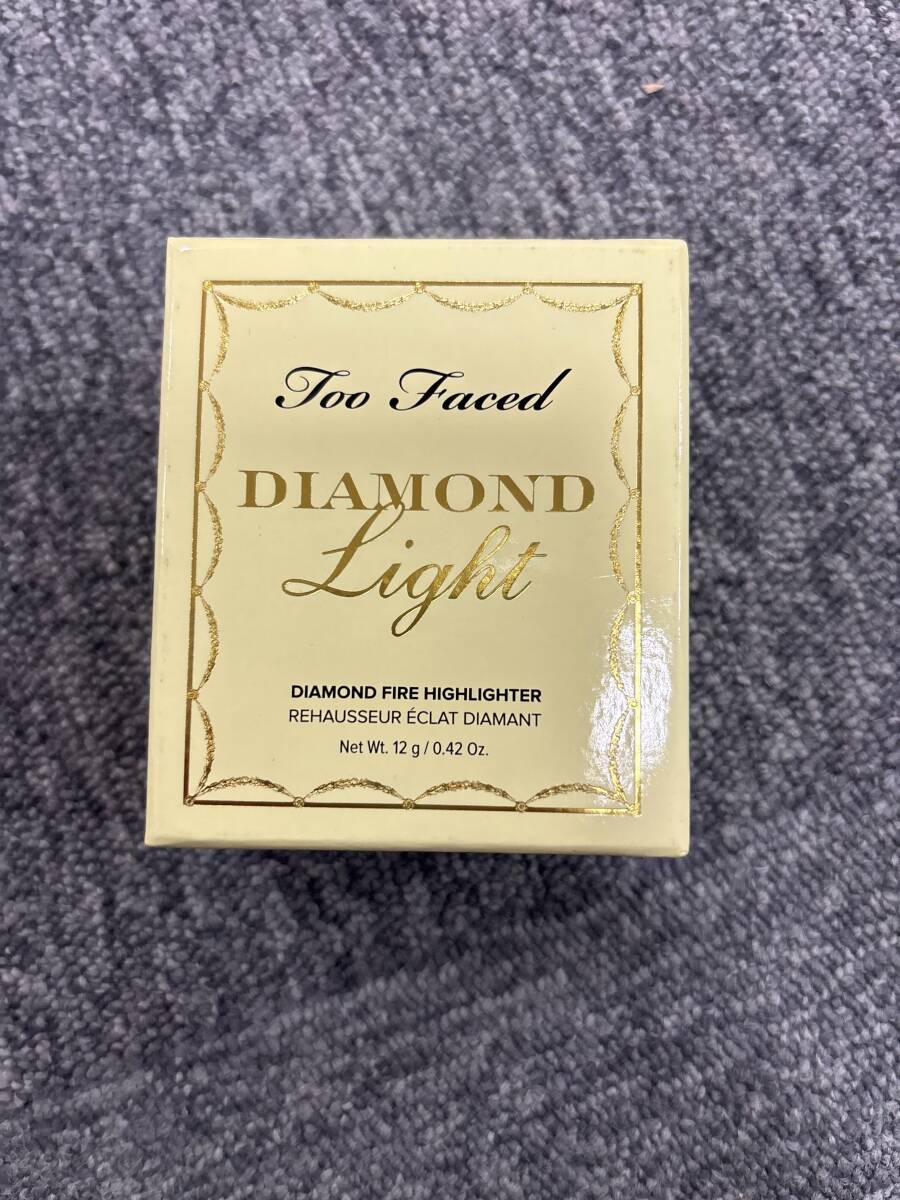 Too Faced
DIAMOND
Light
DIAMOND FIRE HIGHLIGHTER
REHAUSSEUR ÉCLAT DIAMANT
Net Wt. 12 g / 0.42 Oz.